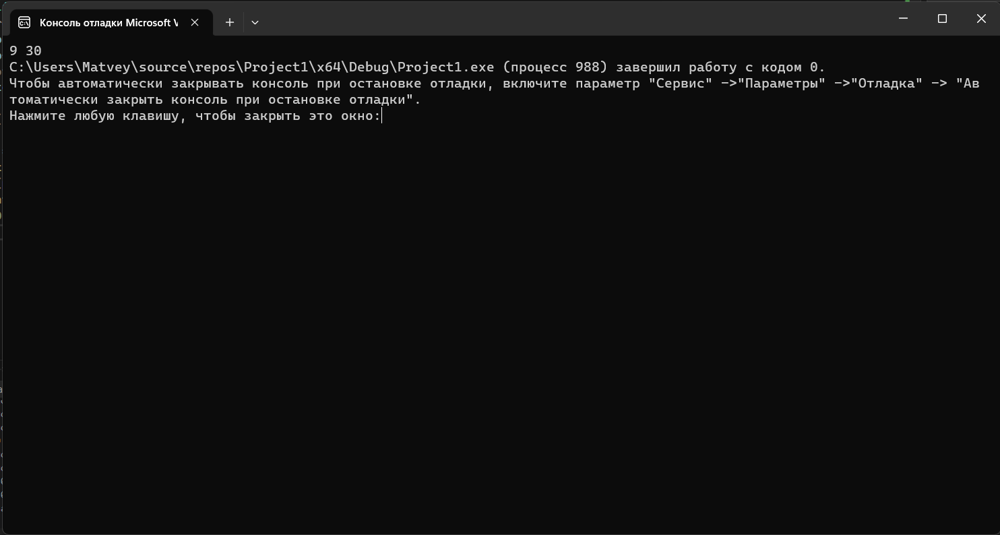 Консоль отладки Microsoft V
9 30
C:\Users\Matvey\source\repos\Project1\x64\Debug\Project1.exe (процесс 988) завершил работу с кодом 0.
Чтобы автоматически закрывать консоль при остановке отладки, включите параметр "Сервис" ->"Параметры" ->"Отладка" -> "Ав
томатически закрыть консоль при остановке отладки".
Нажмите любую клавишу, чтобы закрыть это окно: